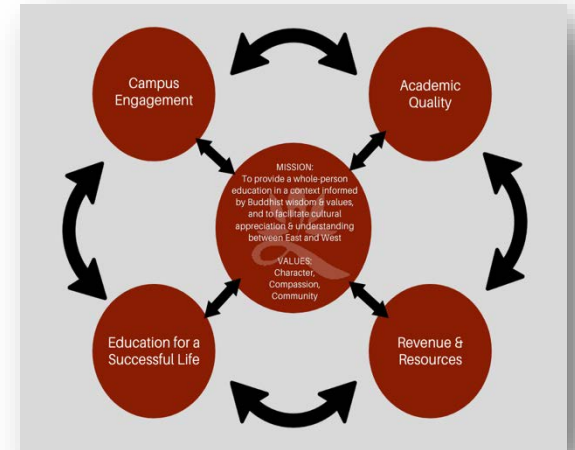 Campus
Engagement
Academic
Quality
MISSION:
To provide a whole-person
education in a context informed
by Buddhist wisdom & values,
and to facilitate cultural
appreciation & understanding
between East and West
VALUES:
Character,
Compassion,
Community
Education for a
Successful Life
Revenue &
Resources